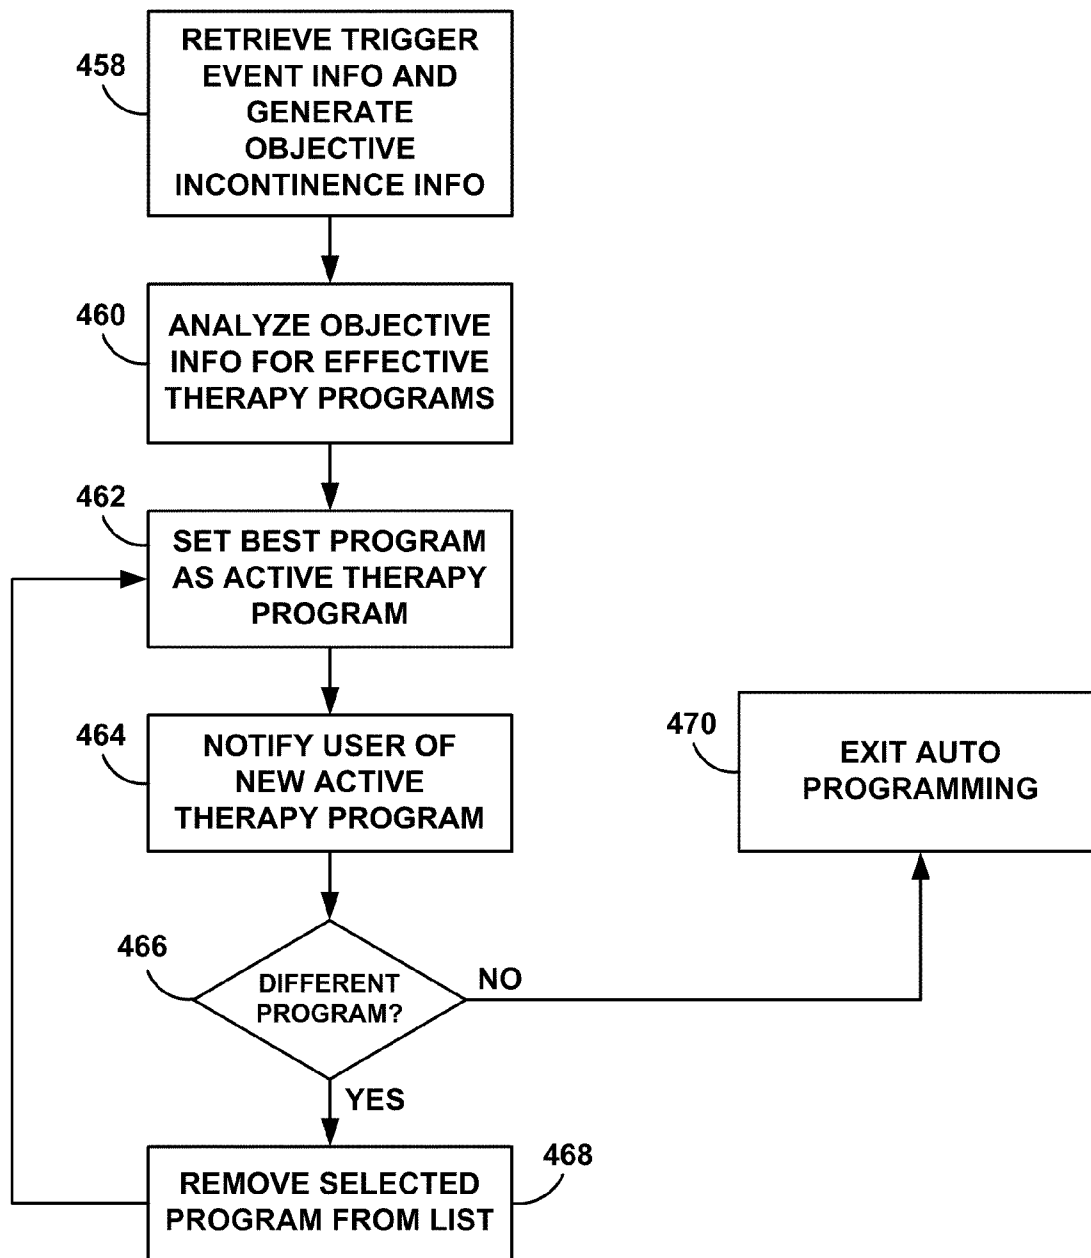 458
RETRIEVE TRIGGER
EVENT INFO AND
GENERATE
OBJECTIVE
INCONTINENCE INFO
460
ANALYZE OBJECTIVE
INFO FOR EFFECTIVE
THERAPY PROGRAMS
462
SET BEST PROGRAM
AS ACTIVE THERAPY
PROGRAM
464
NOTIFY USER OF
NEW ACTIVE
THERAPY PROGRAM
470
EXIT AUTO
PROGRAMMING
466
DIFFERENT
PROGRAM?
NO
YES
REMOVE SELECTED
PROGRAM FROM LIST
468